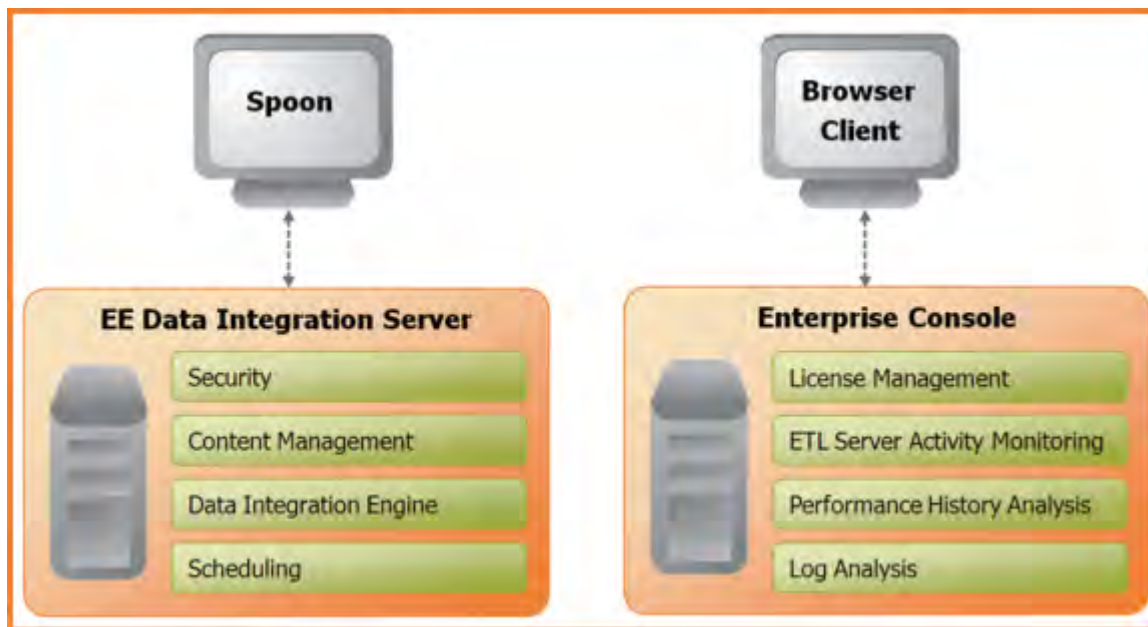 Spoon
Browser
Client
EE Data Integration Server
Security
Content Management
Data Integration Engine
Scheduling
Enterprise Console
License Management
ETL Server Activity Monitoring
Performance History Analysis
Log Analysis